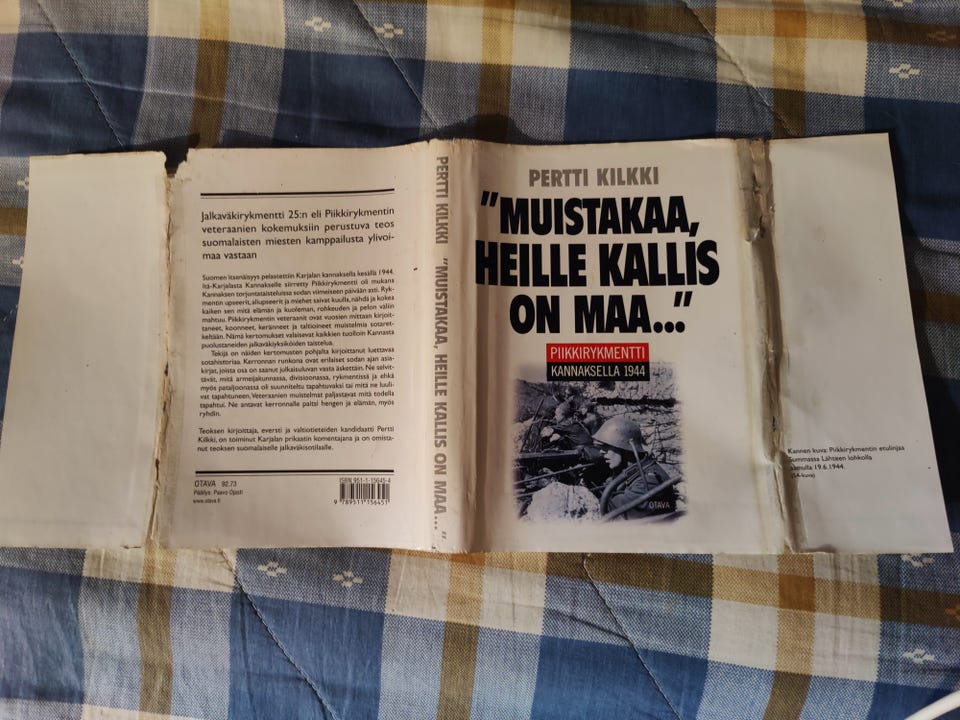 Jalkaväkirykmentti 25:n eli Piikkirykmentin
veteraanien kokemuksiin perustuva teos
suomalaisten miesten kamppailusta ylivoi-
maa vastaan
Suomen itsenäisyys pelastettiin Karjalan kannaksella kesällä 1944.
Itä-Karjalasta Kannakselle siirretty Piikkirykmentti oli mukana
Kannaksen torjuntataisteluissa sodan viimeiseen päivään asti. Ryk-
mentin upseerit, aliupseerit ja miehet saivat kuulla, nähdä ja kokea
kaiken sen mitä elämän ja kuoleman, rohkeuden ja pelon väliin
mahtuu. Piikkirykmentin veteraanit ovat vuosien mittaan kirjoit-
taneet, koonneet, keränneet ja taltioineet muistelmia sotaret-
keltään. Nämä kertomukset valaisevat kaikkien tuolloin Kannasta
puolustaneiden jalkaväkiyksiköiden taistelua.
Tekijä on näiden kertomusten pohjalta kirjoittanut luettavaa
sotahistoriaa. Kerronnan runkona ovat erilaiset sodan ajan asia-
kirjat, joista osa on saanut julkaisuluvan vasta äskettäin. Ne selvit-
tävät, mitä armeijakunnassa, divisioonassa, rykmentissä ja ehkä
myös pataljoonassa oli suunniteltu tapahtuvaksi tai mitä ne luuli-
vat tapahtuneen. Veteraanien muistelmat paljastavat mitä todella
tapahtui. Ne antavat kerronnalle paitsi hengen ja elämän, myös
ryhdin.
Teoksen kirjoittaja, eversti ja valtiotieteiden kandidaatti Pertti
Kilkki, on toiminut Karjalan prikaatin komentajana ja on omista-
nut teoksen suomalaiselle jalkaväkisotilaalle.
OTAVA 92.73
Päällys: Paavo Ojasti
www.otava.fi
ISBN 951-1-15645-4
9 789511 156451
PERTTI KILKKI "MUISTAKAA, HEILLE KALLIS ON MAA..."
PERTTI KILKKI
"MUISTAKAA,
HEILLE KALLIS
ON MAA..."
PIIKKIRYKMENTTI
KANNAKSELLA 1944
OTAVA
Kannen kuva: Piikkirykmentin etulinjaa
Summassa Lähteen lohkolla
aamulla 19.6.1944.
(SA-kuva)